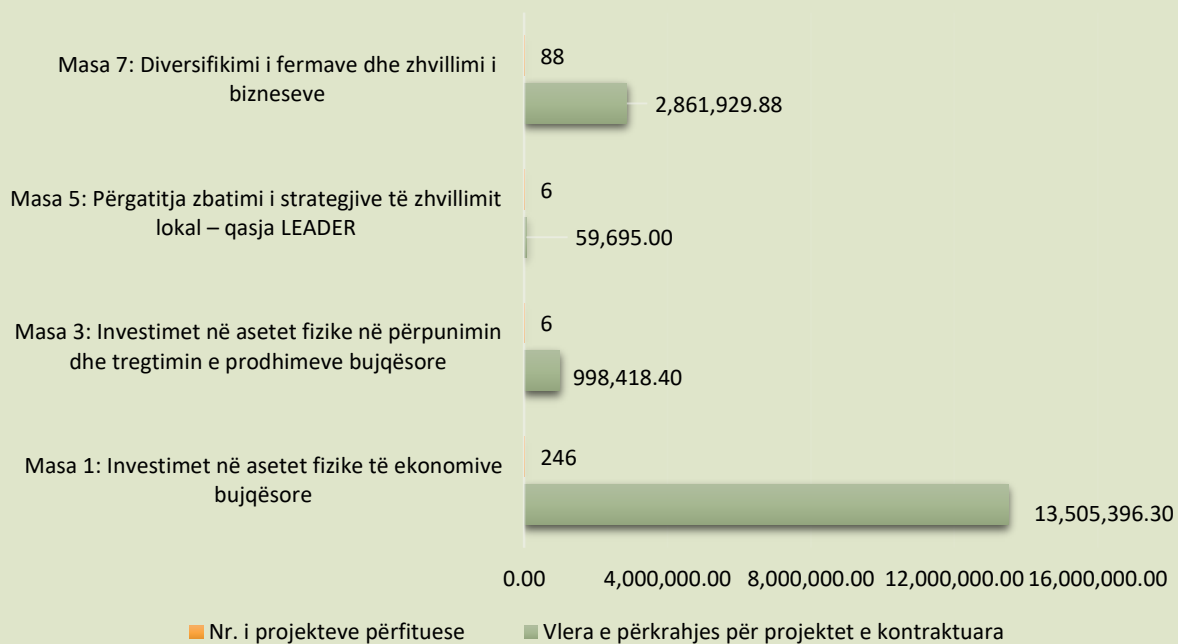 Masa 7: Diversifikimi i fermave dhe zhvillimi i
bizneseve
88
2,861,929.88
Masa 5: Përgatitja zbatimi i strategjive të zhvillimit
lokal – qasja LEADER
6
59,695.00
Masa 3: Investimet në asetet fizike në përpunimin
dhe tregtimin e prodhimeve bujqësore
6
998,418.40
Masa 1: Investimet në asetet fizike të ekonomive
bujqësore
246
13,505,396.30
0.00 4,000,000.00 8,000,000.00 12,000,000.00 16,000,000.00
Nr. i projekteve përfituese Vlera e përkrahjes për projektet e kontraktuara